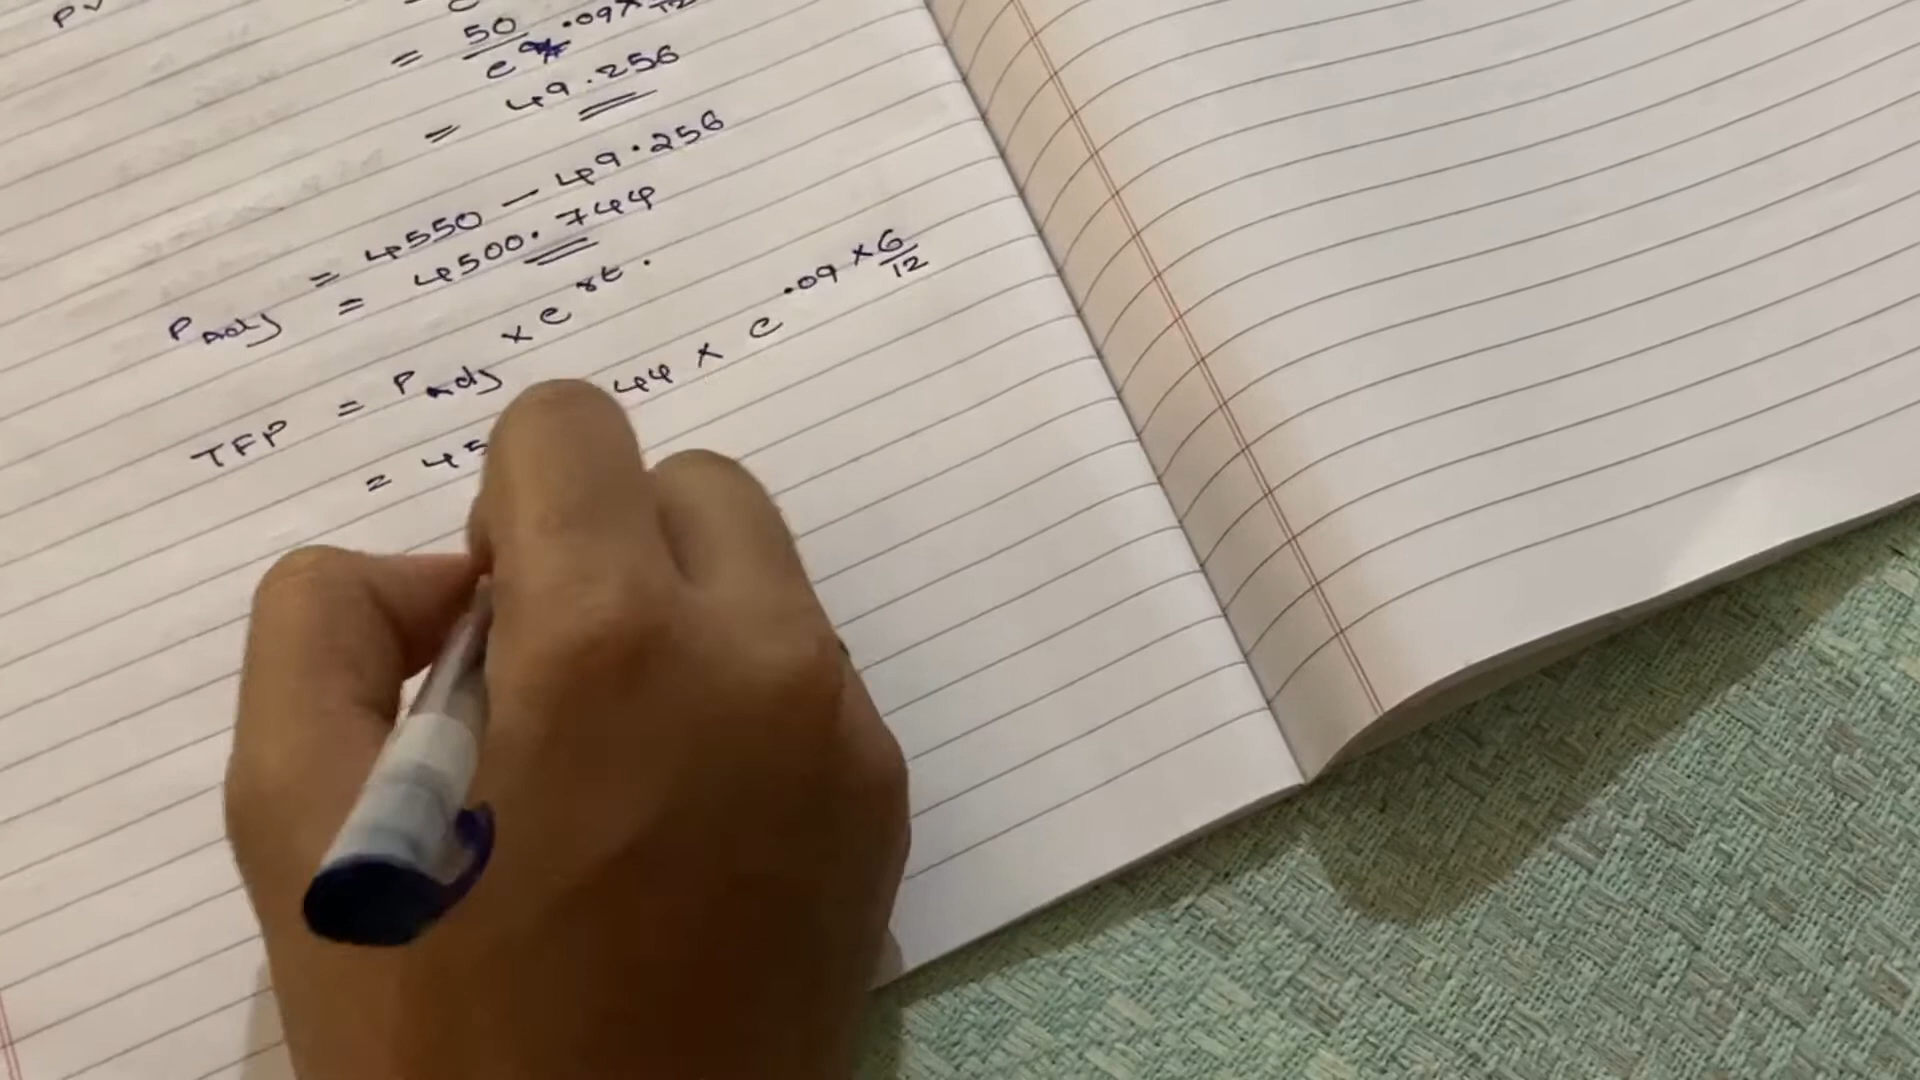 PV
= 50 / e .09×
12
= 49.256
= 4550 - 49.256
Padj = 4500.744
TFP = Padj × e rt.
= 45 44 × e .09 × 6/12